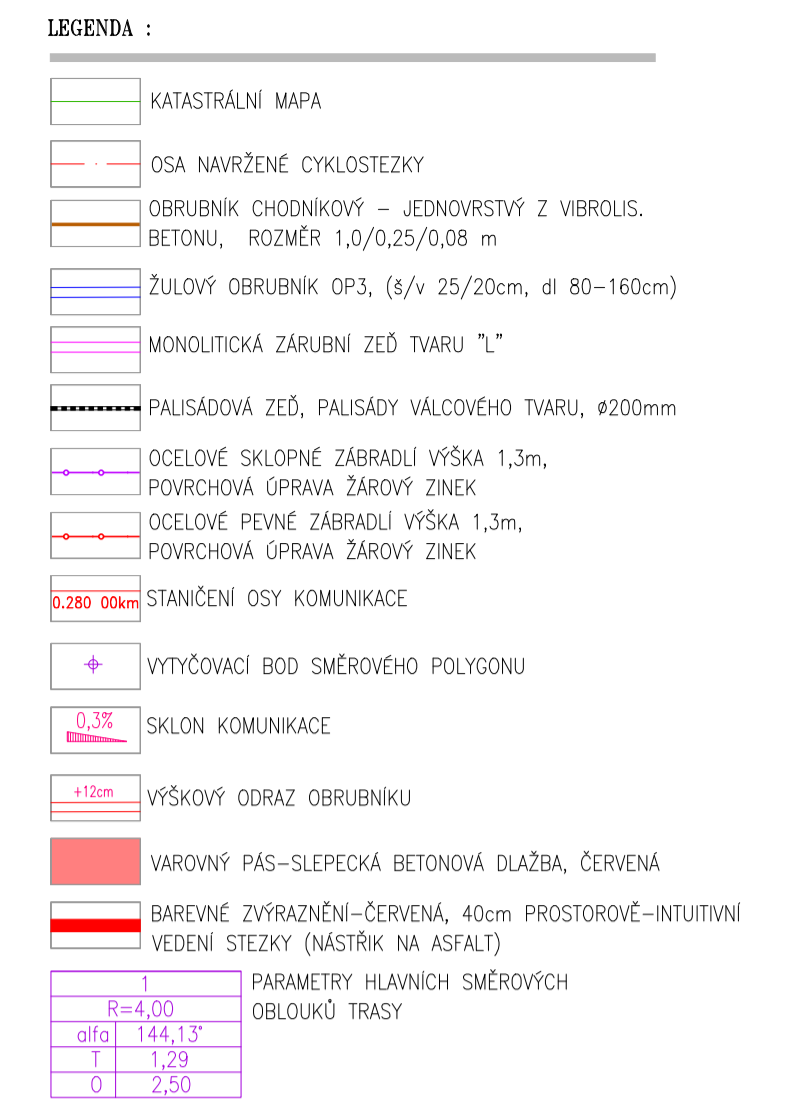 LEGENDA :
KATASTRÁLNÍ MAPA
OSA NAVRŽENÉ CYKLOSTEZKY
OBRUBNÍK CHODNÍKOVÝ – JEDNOVRSTVÝ Z VIBROLIS.
BETONU, ROZMĚR 1,0/0,25/0,08 m
ŽULOVÝ OBRUBNÍK OP3, (š/v 25/20cm, dl 80–160cm)
MONOLITICKÁ ZÁRUBNÍ ZEĎ TVARU "L"
PALISÁDOVÁ ZEĎ, PALISÁDY VÁLCOVÉHO TVARU, ø200mm
OCELOVÉ SKLOPNÉ ZÁBRADLÍ VÝŠKA 1,3m,
POVRCHOVÁ ÚPRAVA ŽÁROVÝ ZINEK
OCELOVÉ PEVNÉ ZÁBRADLÍ VÝŠKA 1,3m,
POVRCHOVÁ ÚPRAVA ŽÁROVÝ ZINEK
0.280 00km STANIČENÍ OSY KOMUNIKACE
VYTYČOVACÍ BOD SMĚROVÉHO POLYGONU
0,3% SKLON KOMUNIKACE
+12cm VÝŠKOVÝ ODRAZ OBRUBNÍKU
VAROVNÝ PÁS–SLEPECKÁ BETONOVÁ DLAŽBA, ČERVENÁ
BAREVNÉ ZVÝRAZNĚNÍ–ČERVENÁ, 40cm PROSTOROVĚ–INTUITIVNÍ
VEDENÍ STEZKY (NÁSTŘIK NA ASFALT)
1 PARAMETRY HLAVNÍCH SMĚROVÝCH
R=4,00 OBLOUKŮ TRASY
alfa 144,13°
T 1,29
O 2,50